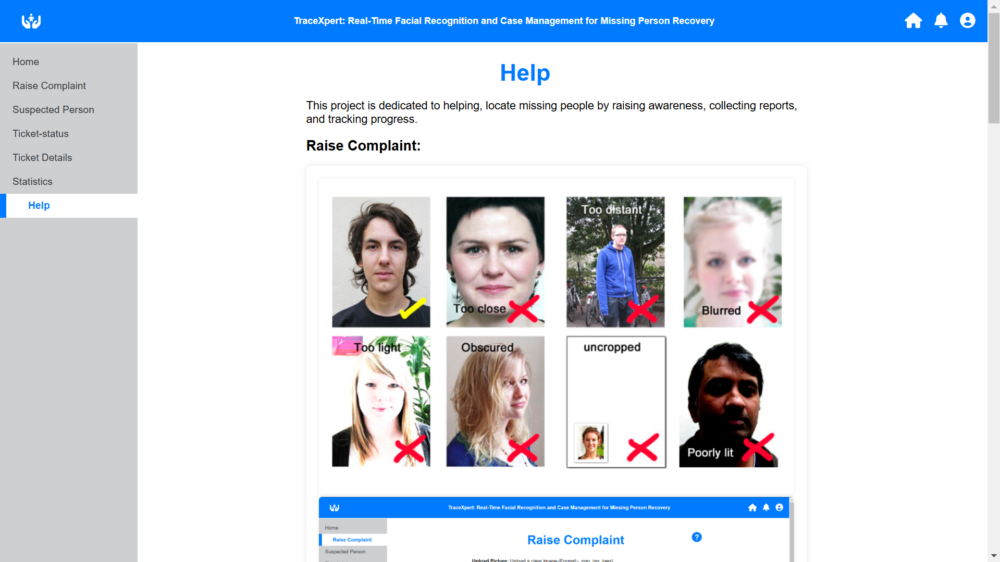 TraceXpert: Real-Time Facial Recognition and Case Management for Missing Person Recovery
Home
Raise Complaint
Suspected Person
Ticket-status
Ticket Details
Statistics
Help
Help
This project is dedicated to helping, locate missing people by raising awareness, collecting reports,
and tracking progress.
Raise Complaint:
Too close
Too distant
Blurred
Too light
Obscured
uncropped
Poorly lit
TraceXpert: Real-Time Facial Recognition and Case Management for Missing Person Recovery
Home
Raise Complaint
Suspected Person
Raise Complaint
?
Upload Picture: Upload a clear image-(Format:- .png, jpg, jpeg)